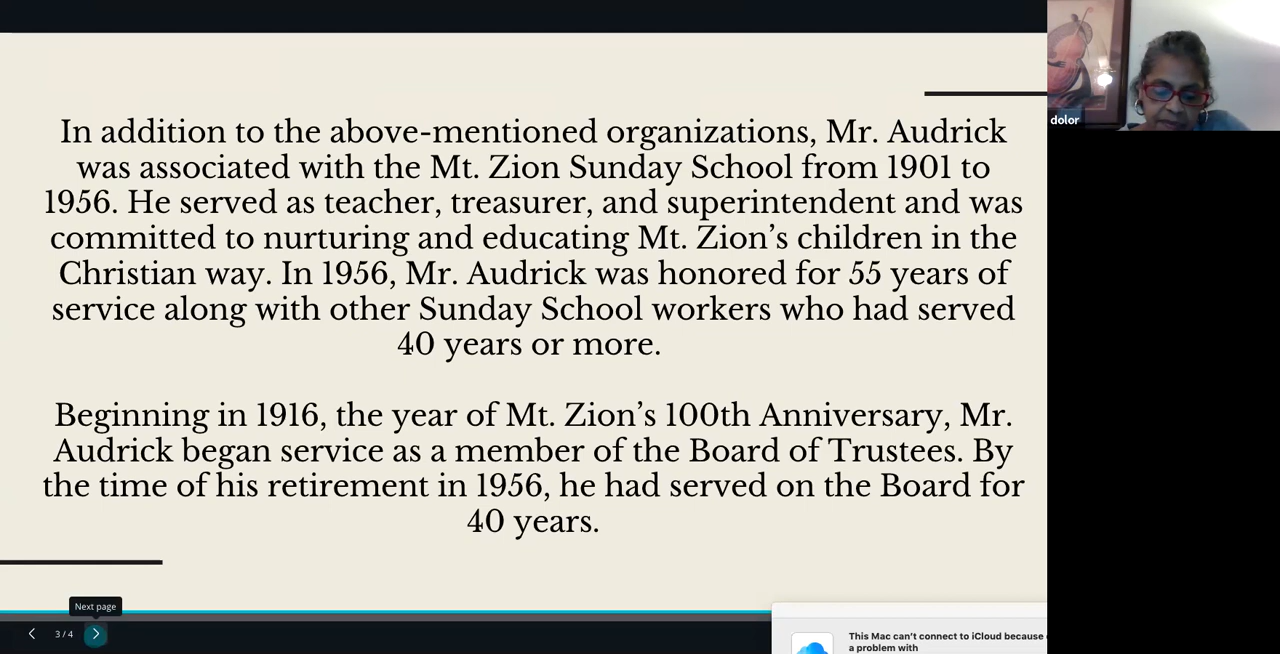 In addition to the above-mentioned organizations, Mr. Audrick
was associated with the Mt. Zion Sunday School from 1901 to
1956. He served as teacher, treasurer, and superintendent and was
committed to nurturing and educating Mt. Zion’s children in the
Christian way. In 1956, Mr. Audrick was honored for 55 years of
service along with other Sunday School workers who had served
40 years or more.
Beginning in 1916, the year of Mt. Zion’s 100th Anniversary, Mr.
Audrick began service as a member of the Board of Trustees. By
the time of his retirement in 1956, he had served on the Board for
40 years.
dolor
Next page
3 / 4
This Mac can’t connect to iCloud because
a problem with